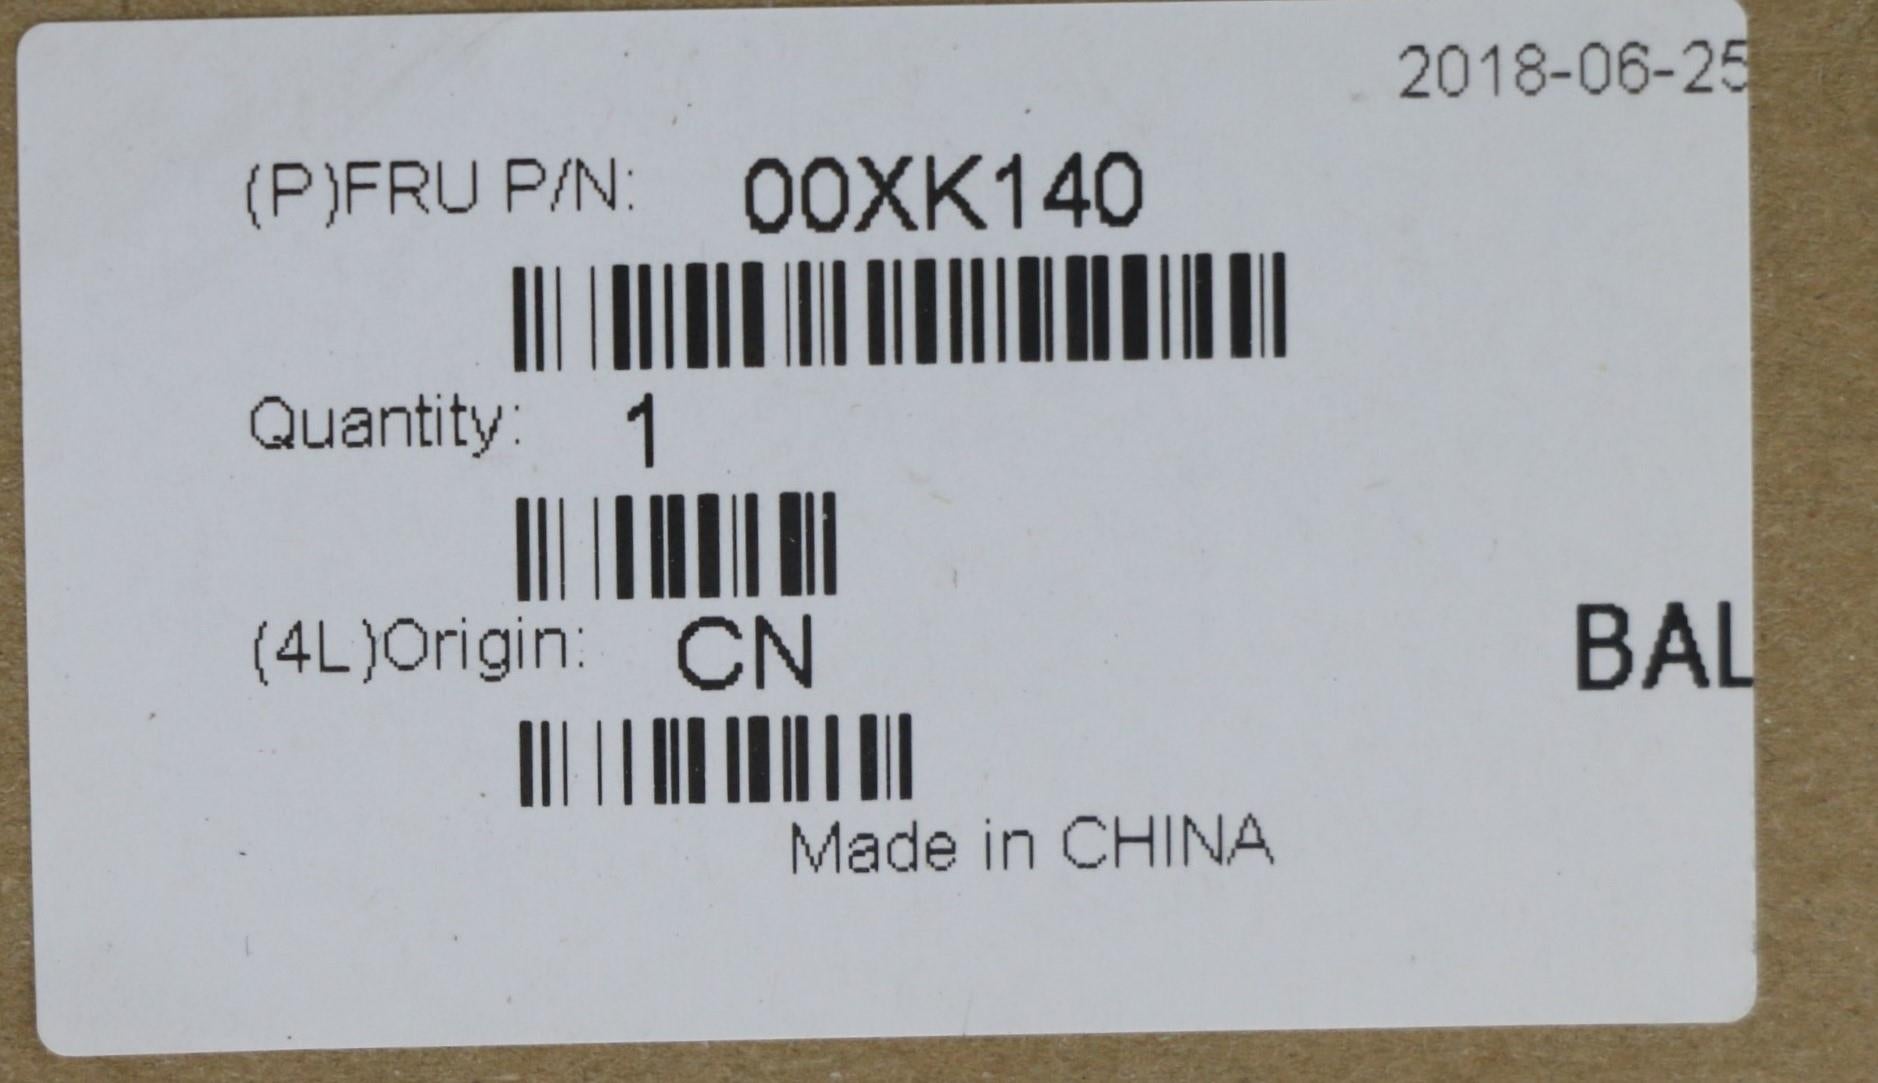 2018-06-25
(P)FRU P/N: 00XK140
Quantity: 1
(4L)Origin: CN
BAL
Made in CHINA